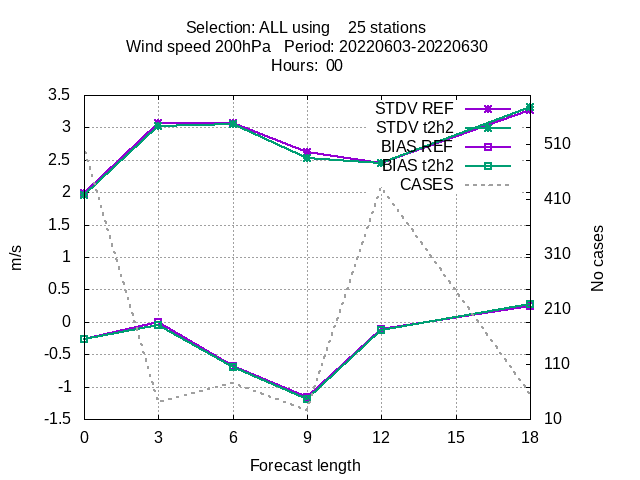 Selection: ALL using 25 stations
Wind speed 200hPa Period: 20220603-20220630
Hours: 00
3.5
3
2.5
2
1.5
1
0.5
0
-0.5
-1
-1.5
m/s
STDV REF
STDV t2h2
BIAS REF
BIAS t2h2
CASES
510
410
310
210
110
10
No cases
0 3 6 9 12 15 18
Forecast length